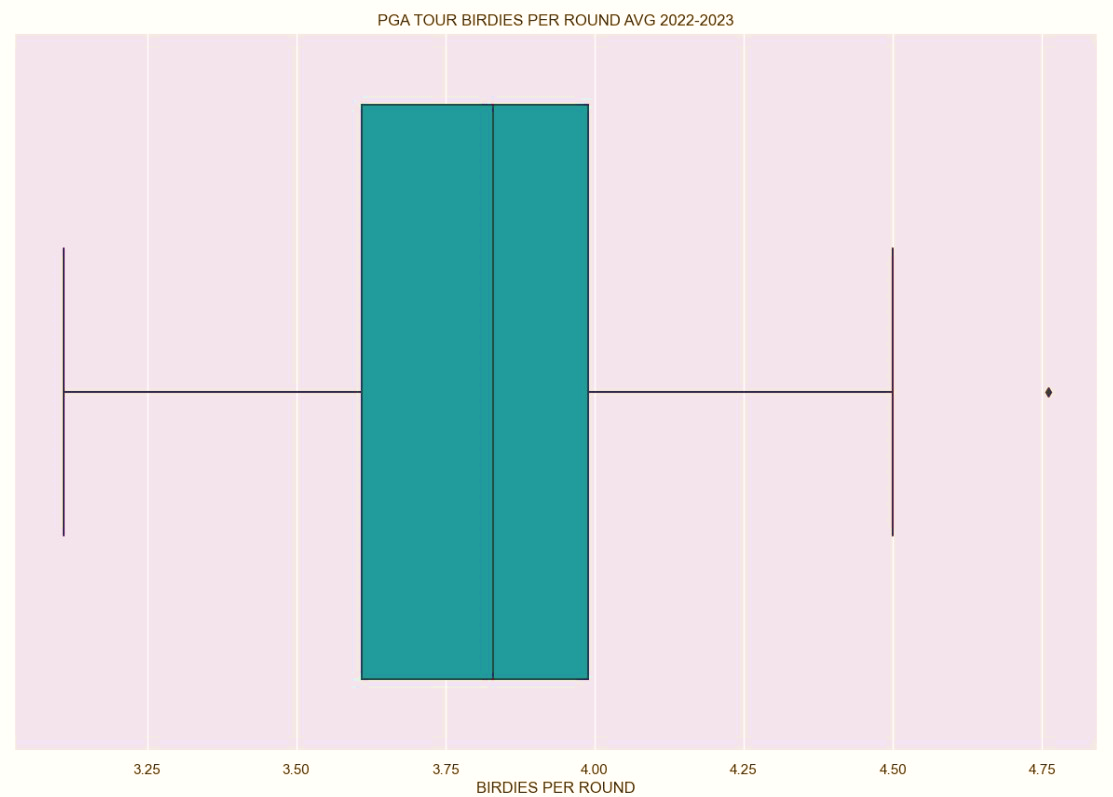 PGA TOUR BIRDIES PER ROUND AVG 2022-2023
3.25 3.50 3.75 4.00 4.25 4.50 4.75
BIRDIES PER ROUND